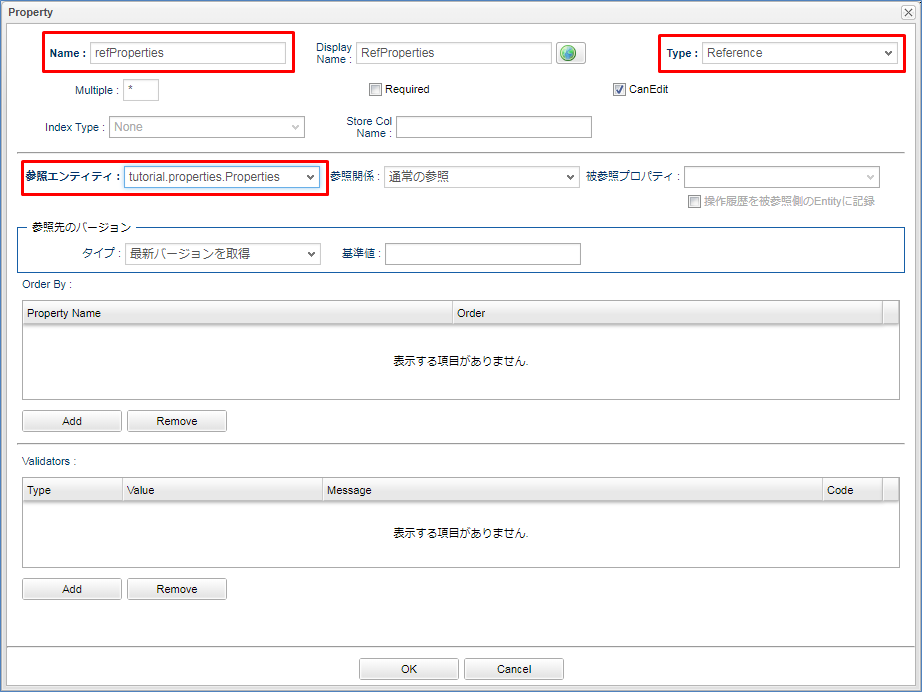 Property
Name : refProperties Display Name : RefProperties Type : Reference
Multiple : * Required CanEdit
Index Type : None Store Col Name :
参照エンティティ : tutorial.properties.Properties 参照関係 : 通常の参照 被参照プロパティ :
操作履歴を被参照側のEntityに記録
参照先のバージョン
タイプ : 最新バージョンを取得 基準値 :
Order By :
Property Name Order
表示する項目がありません.
Add Remove
Validators :
Type Value Message Code
表示する項目がありません.
Add Remove
OK Cancel